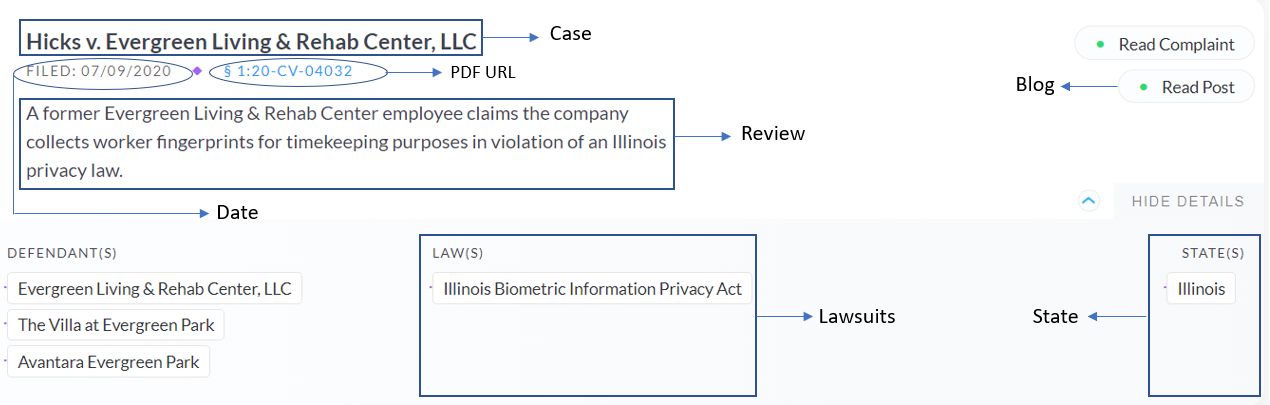 Hicks v. Evergreen Living & Rehab Center, LLC
Case
Read Complaint
FILED: 07/09/2020
§ 1:20-CV-04032
PDF URL
Blog
Read Post
A former Evergreen Living & Rehab Center employee claims the company
collects worker fingerprints for timekeeping purposes in violation of an Illinois
privacy law.
Review
Date
HIDE DETAILS
DEFENDANT(S)
LAW(S)
STATE(S)
Evergreen Living & Rehab Center, LLC
Illinois Biometric Information Privacy Act
Illinois
The Villa at Evergreen Park
Lawsuits
State
Avantara Evergreen Park